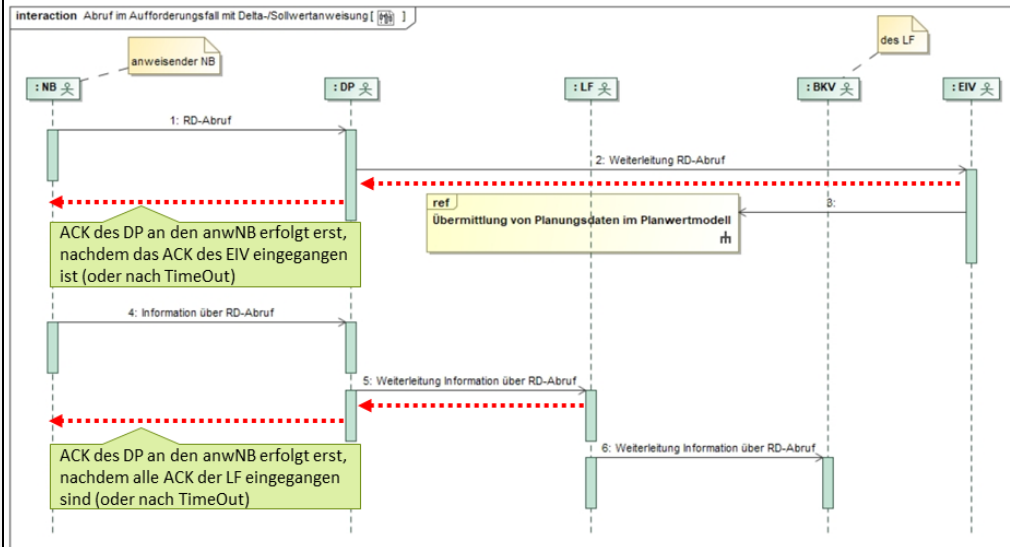 interaction Abruf im Aufforderungsfall mit Delta-/Sollwertanweisung [ ]
anweisender NB
des LF
: NB
: DP
: LF
: BKV
: EIV
1: RD-Abruf
2: Weiterleitung RD-Abruf
3:
ref
Übermittlung von Planungsdaten im Planwertmodell
ACK des DP an den anwNB erfolgt erst,
nachdem das ACK des EIV eingegangen
ist (oder nach TimeOut)
4: Information über RD-Abruf
5: Weiterleitung Information über RD-Abruf
6: Weiterleitung Information über RD-Abruf
ACK des DP an den anwNB erfolgt erst,
nachdem alle ACK der LF eingegangen
sind (oder nach TimeOut)